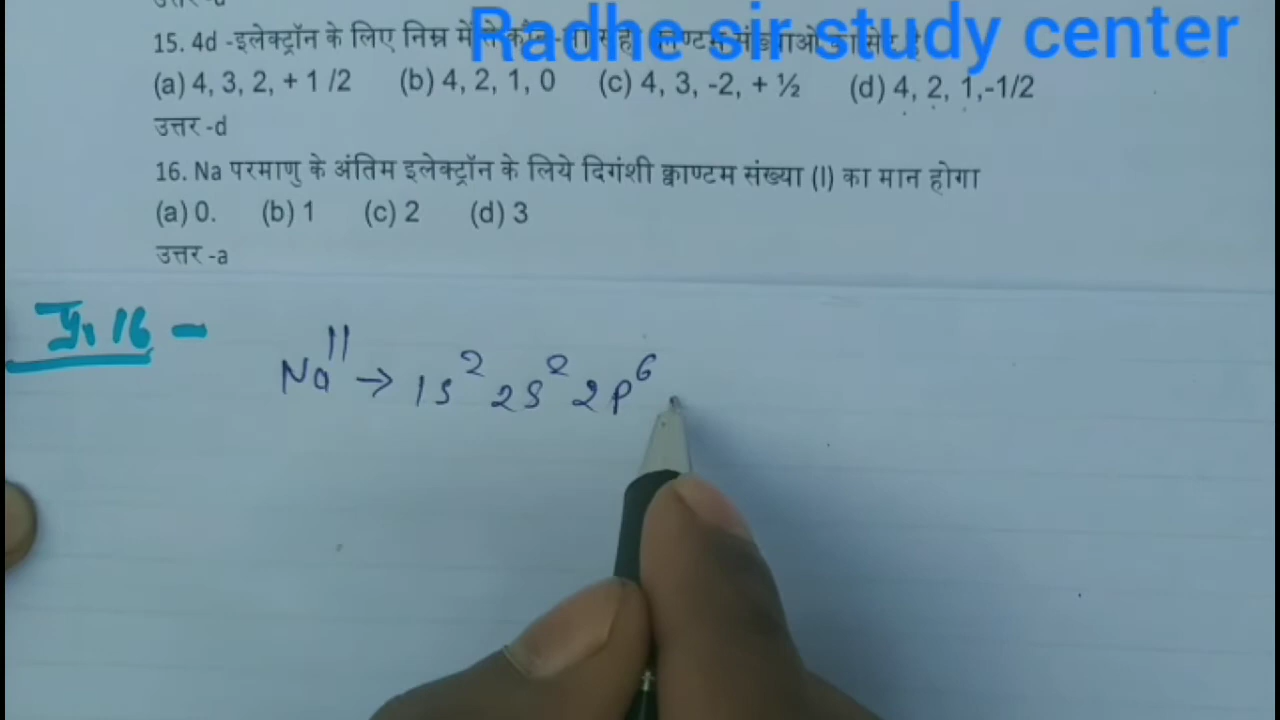 Radhe sir study center
15. 4d -इलेक्ट्रॉन के लिए निम्न में से
(a) 4, 3, 2, + 1 /2 (b) 4, 2, 1, 0 (c) 4, 3, -2, + ½ (d) 4, 2, 1,-1/2
उत्तर -d
16. Na परमाणु के अंतिम इलेक्ट्रॉन के लिये दिगंशी क्वाण्टम संख्या (l) का मान होगा
(a) 0. (b) 1 (c) 2 (d) 3
उत्तर -a
प्र. 16 -
Na¹¹ → 1s² 2s² 2p⁶